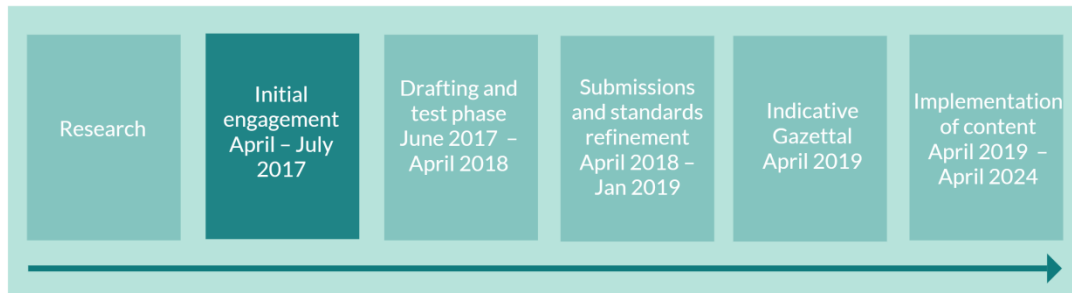 Research
Initial
engagement
April – July
2017
Drafting and
test phase
June 2017 –
April 2018
Submissions
and standards
refinement
April 2018 –
Jan 2019
Indicative
Gazettal
April 2019
Implementation
of content
April 2019 –
April 2024